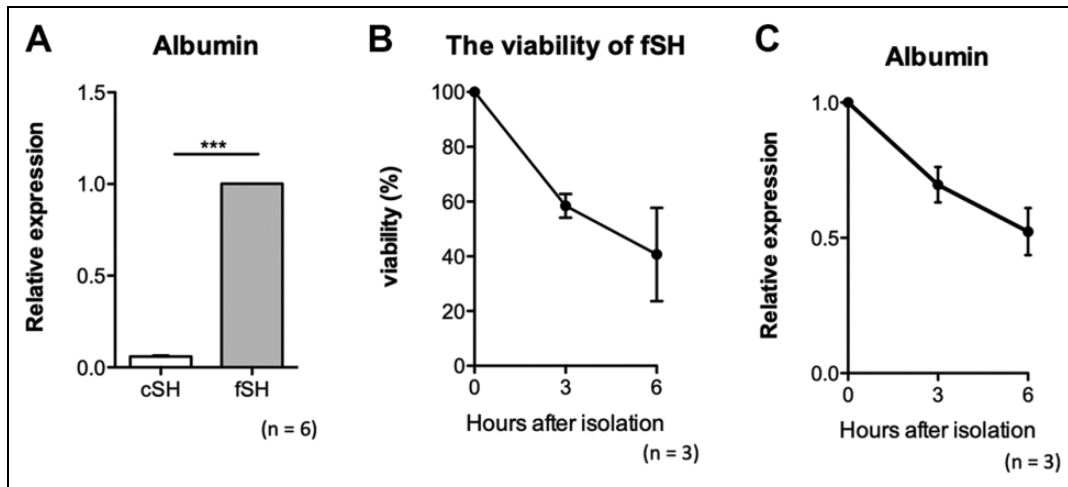 A
Albumin
Relative expression
1.5
1.0
0.5
0.0
***
cSH
fSH
(n = 6)
B
The viability of fSH
viability (%)
100
80
60
40
20
0
0
3
6
Hours after isolation
(n = 3)
C
Albumin
Relative expression
1.0
0.5
0.0
0
3
6
Hours after isolation
(n = 3)